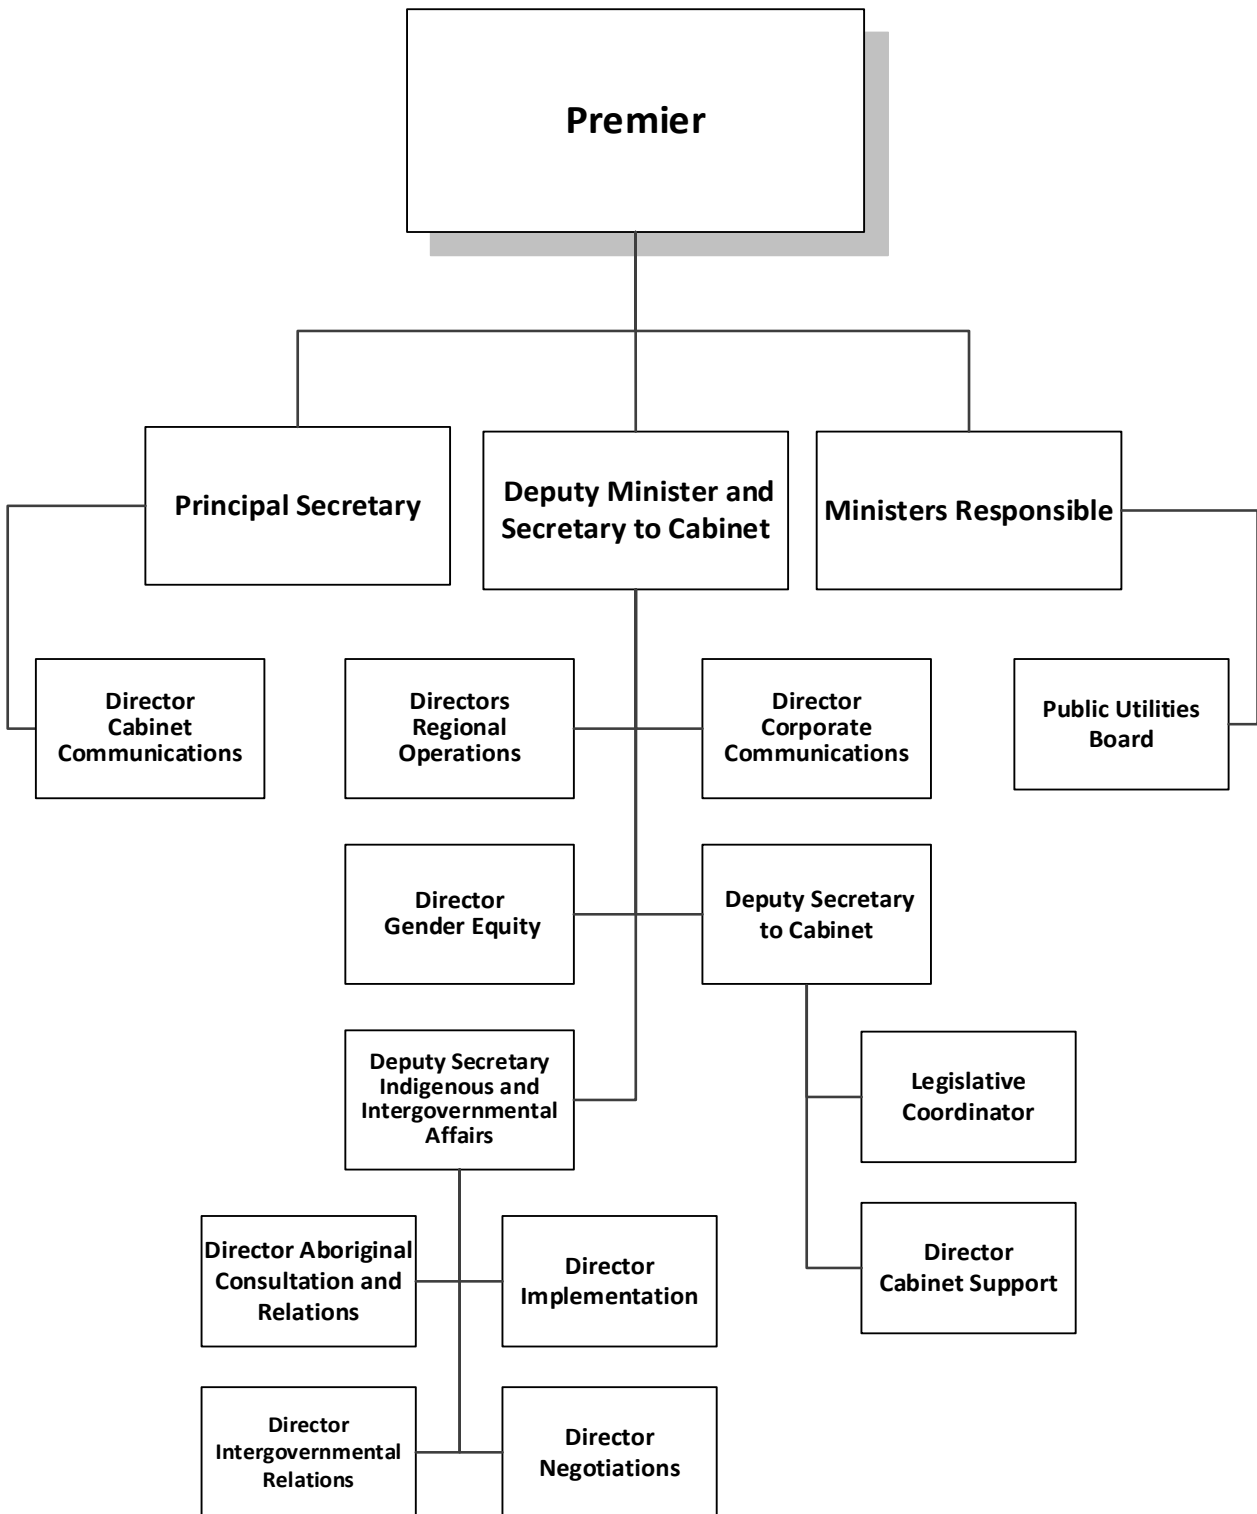 Premier
Principal Secretary
Deputy Minister and
Secretary to Cabinet
Ministers Responsible
Director
Cabinet
Communications
Directors
Regional
Operations
Director
Corporate
Communications
Public Utilities
Board
Director
Gender Equity
Deputy Secretary
to Cabinet
Deputy Secretary
Indigenous and
Intergovernmental
Affairs
Legislative
Coordinator
Director Aboriginal
Consultation and
Relations
Director
Implementation
Director
Cabinet Support
Director
Intergovernmental
Relations
Director
Negotiations